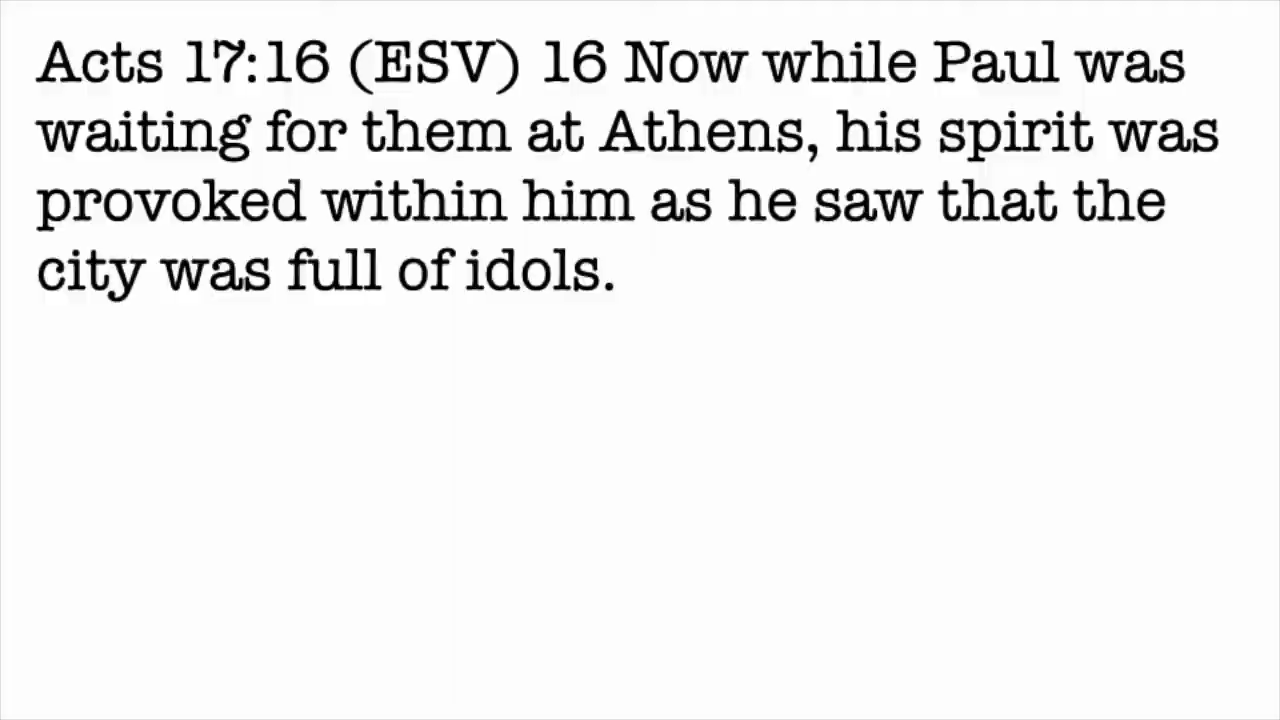 Acts 17:16 (ESV) 16 Now while Paul was
waiting for them at Athens, his spirit was
provoked within him as he saw that the
city was full of idols.